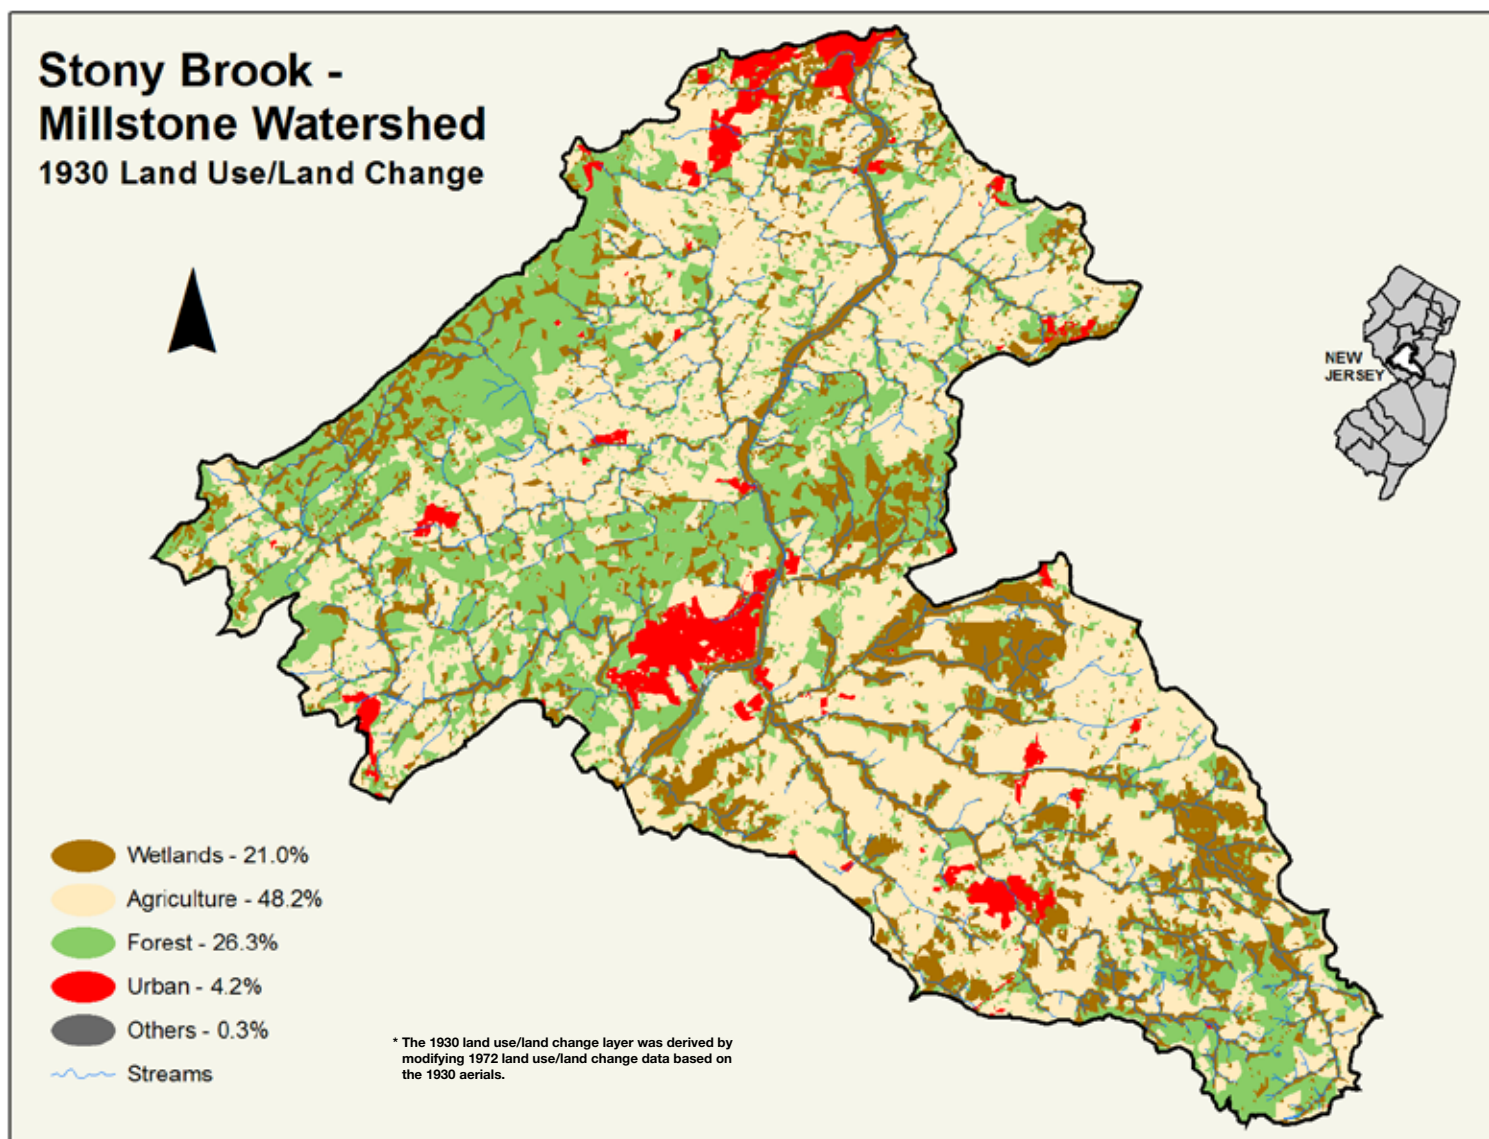 Stony Brook -
Millstone Watershed
1930 Land Use/Land Change
NEW
JERSEY
Wetlands - 21.0%
Agriculture - 48.2%
Forest - 26.3%
Urban - 4.2%
Others - 0.3%
Streams
* The 1930 land use/land change layer was derived by
modifying 1972 land use/land change data based on
the 1930 aerials.